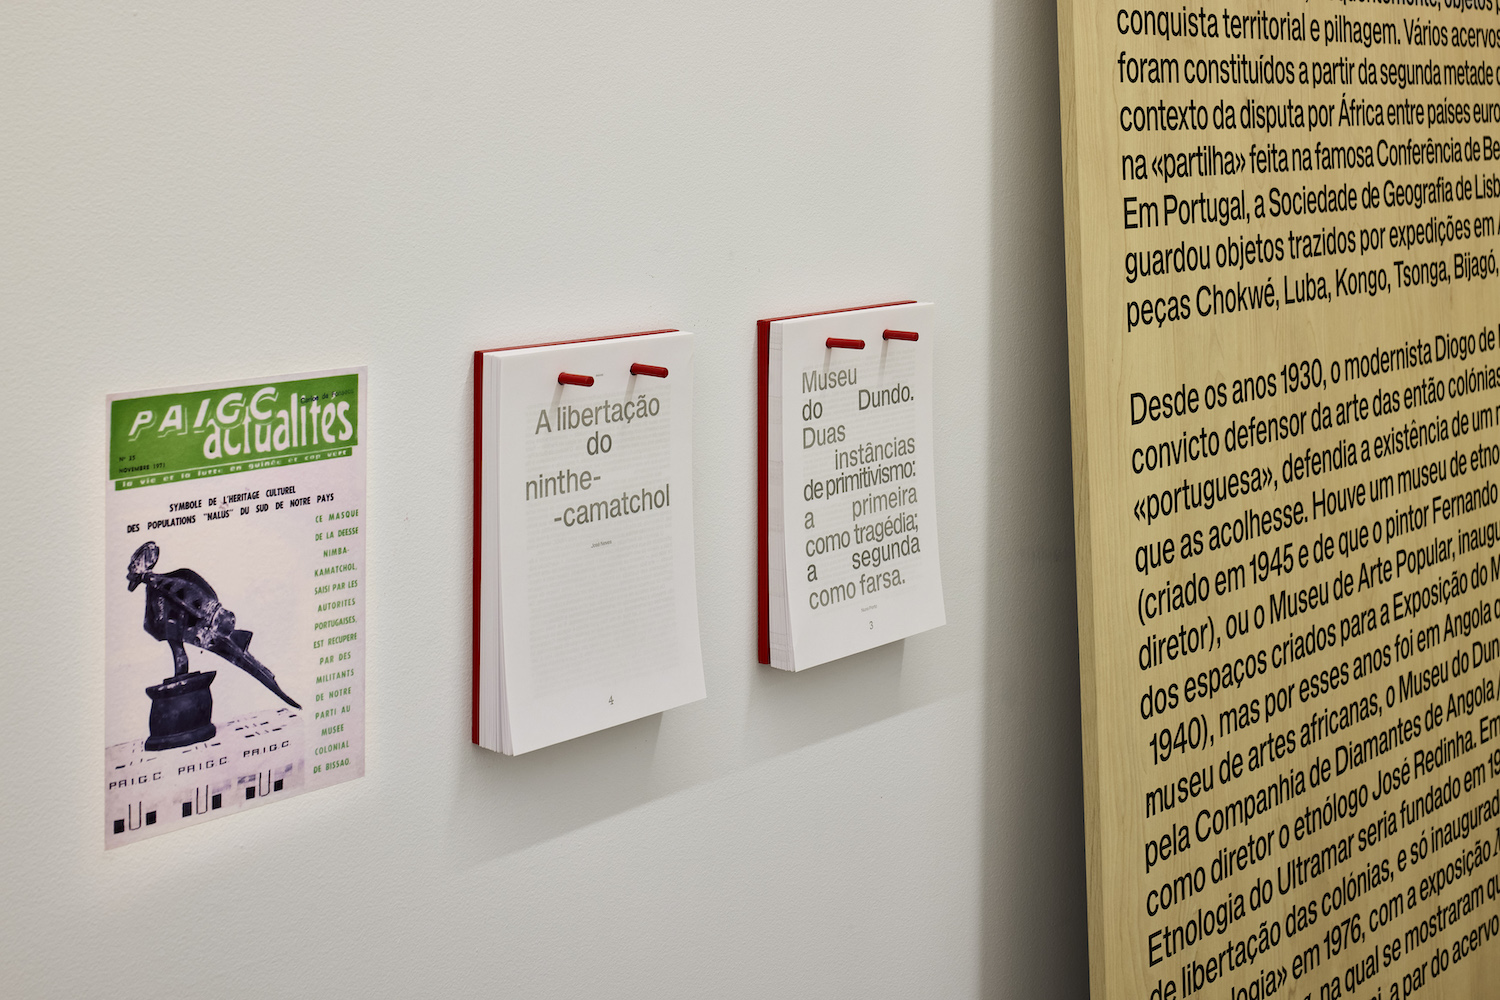 PAIGC
actualités
Nº 35
NOVEMBRE 1971
la vie et la lutte en guinée et cap vert
SYMBOLE DE L'HERITAGE CULTUREL
DES POPULATIONS "NALUS" DU SUD DE NOTRE PAYS
CE MASQUE
DE LA DEESSE
NIMBA-
KAMATCHOL,
SAISI PAR LES
AUTORITES
PORTUGAISES,
EST RECUPERE
PAR DES
MILITANTS
DE NOTRE
PARTI AU
MUSEE
COLONIAL
DE BISSAO.
PAIGC. PAIGC. PAIGC.
A libertação
do
ninthe-
-camatchol
4
Museu
do Dundo.
Duas
instâncias
de primitivismo:
a primeira
como tragédia;
a segunda
como farsa.
3
objetos
conquista territorial e pilhagem. Vários acervos
foram constituídos a partir da segunda metade
contexto da disputa por África entre países
na «partilha» feita na famosa Conferência de
Em Portugal, a Sociedade de Geografia de
guardou objetos trazidos por expedições em
peças Chokwé, Luba, Kongo, Tsonga, Bijagó,
Desde os anos 1930, o modernista Diogo de
convicto defensor da arte das então colónias
«portuguesa», defendia a existência de um
que as acolhesse. Houve um museu de
(criado em 1945 e de que o pintor Fernando
diretor), ou o Museu de Arte Popular,
dos espaços criados para a Exposição do
1940), mas por esses anos foi em Angola
museu de artes africanas, o Museu do
pela Companhia de Diamantes de Angola
como diretor o etnólogo José Redinha. Em
Etnologia do Ultramar seria fundado em
de libertação das colónias, e só
em 1976, com a exposição
na qual se mostraram
a par do acervo